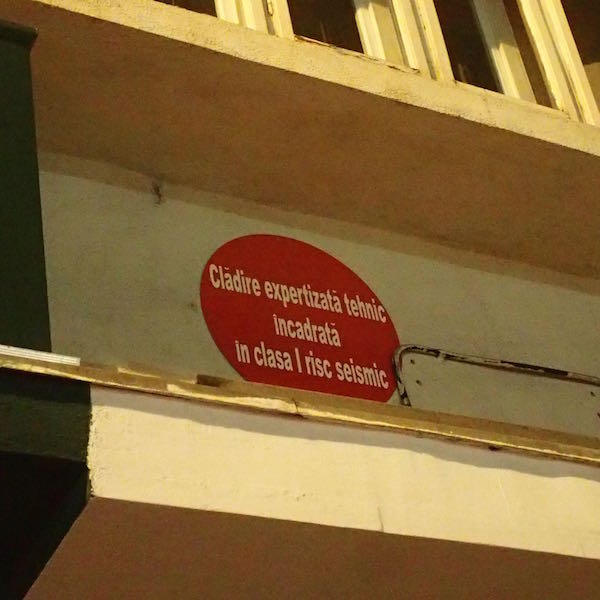 Clădire expertizată tehnic
încadrată
în clasa I risc seismic